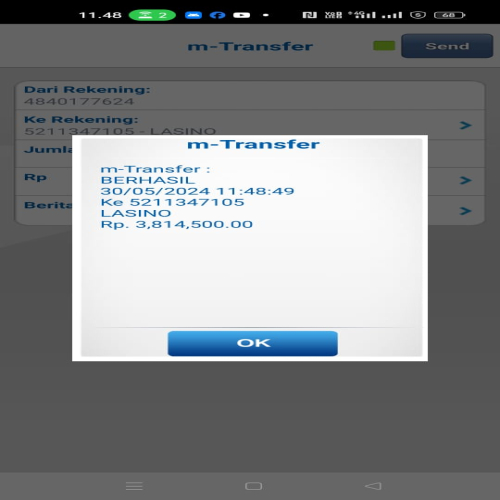 11.48 2 68
m-Transfer Send
Dari Rekening:
4840177624
Ke Rekening:
5211347105 - LASINO
Jumla
Rp
Berita
m-Transfer
m-Transfer :
BERHASIL
30/05/2024 11:48:49
Ke 5211347105
LASINO
Rp. 3,814,500.00
OK